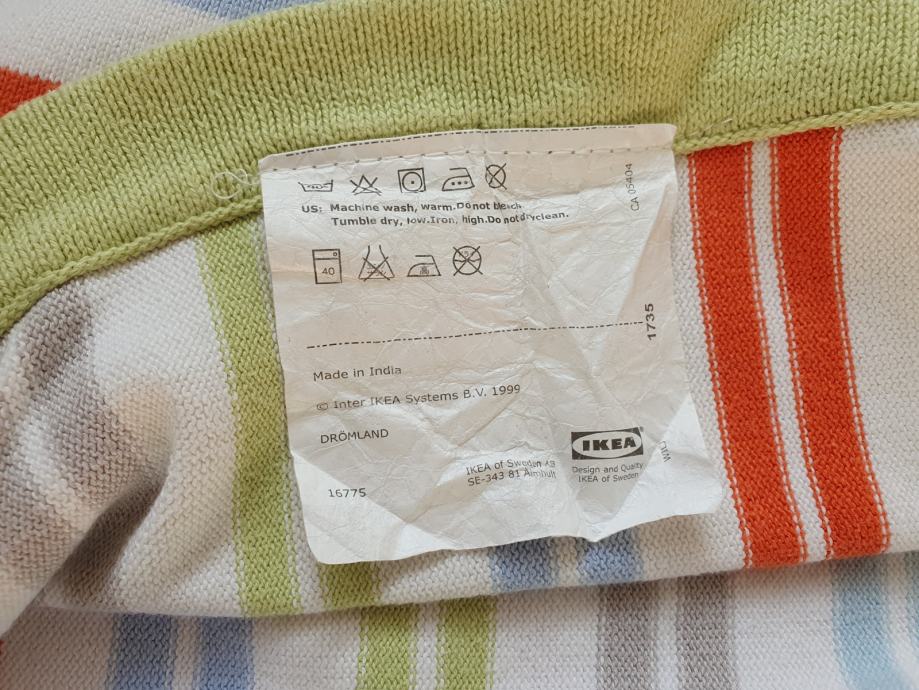 US: Machine wash, warm.Do not bleach.
Tumble dry, low.Iron, high.Do not dryclean.
CA 05404
40
1735
Made in India
© Inter IKEA Systems B.V. 1999
DRÖMLAND
16775
IKEA of Sweden AB
SE-343 81 Älmhult
IKEA
Design and Quality
IKEA of Sweden